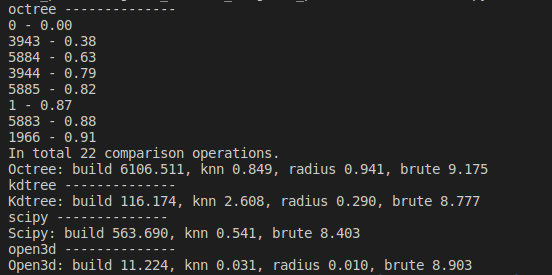 octree --------------
0 - 0.00
3943 - 0.38
5884 - 0.63
3944 - 0.79
5885 - 0.82
1 - 0.87
5883 - 0.88
1966 - 0.91
In total 22 comparison operations.
Octree: build 6106.511, knn 0.849, radius 0.941, brute 9.175
kdtree --------------
Kdtree: build 116.174, knn 2.608, radius 0.290, brute 8.777
scipy --------------
Scipy: build 563.690, knn 0.541, brute 8.403
open3d --------------
Open3d: build 11.224, knn 0.031, radius 0.010, brute 8.903